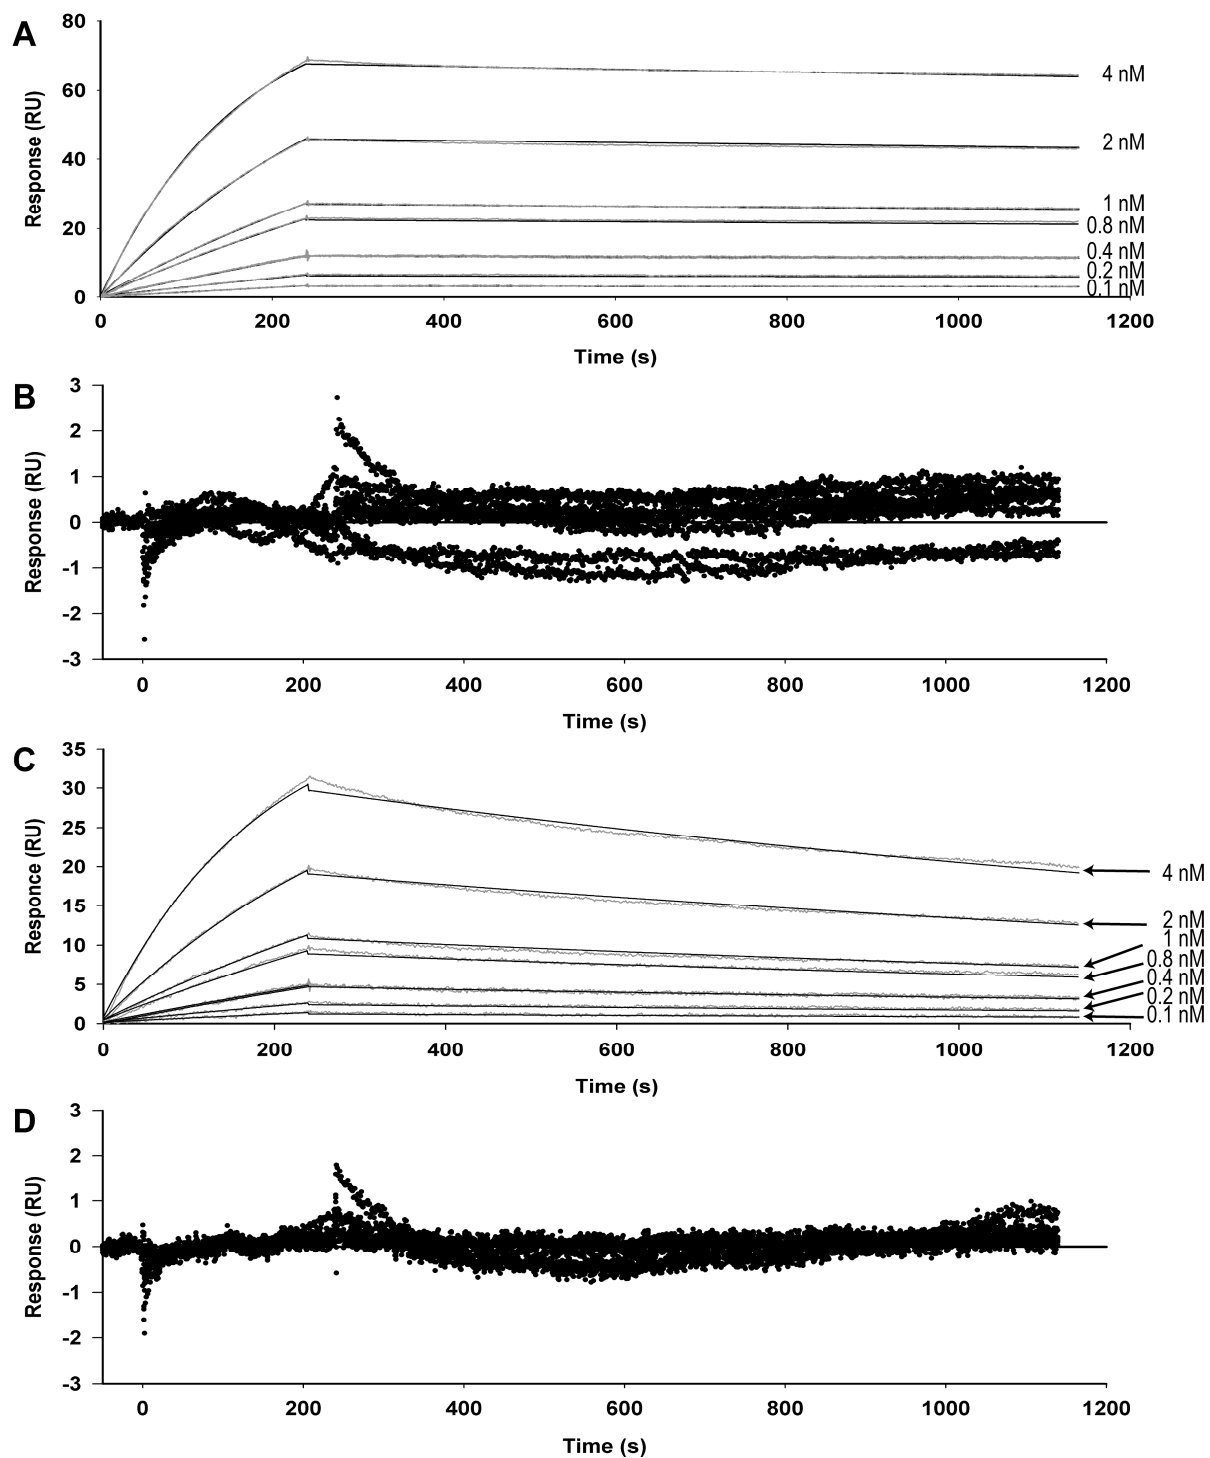 A
80
60
40
20
0
Response (RU)
4 nM
2 nM
1 nM
0.8 nM
0.4 nM
0.2 nM
0.1 nM
0 200 400 600 800 1000 1200
Time (s)
B
3
2
1
0
-1
-2
-3
Response (RU)
0 200 400 600 800 1000 1200
Time (s)
C
35
30
25
20
15
10
5
0
Responce (RU)
4 nM
2 nM
1 nM
0.8 nM
0.4 nM
0.2 nM
0.1 nM
0 200 400 600 800 1000 1200
Time (s)
D
3
2
1
0
-1
-2
-3
Response (RU)
0 200 400 600 800 1000 1200
Time (s)